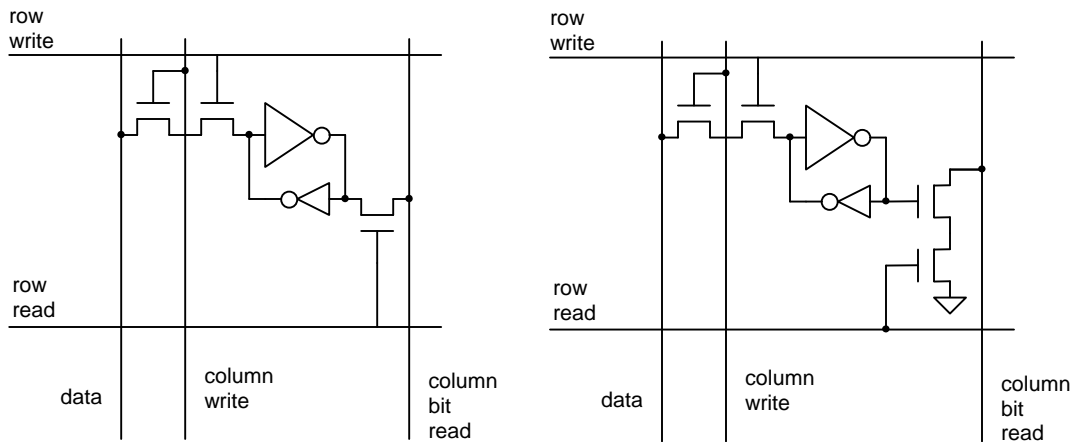 row
write
row
read
data
column
write
column
bit
read
row
write
row
read
data
column
write
column
bit
read